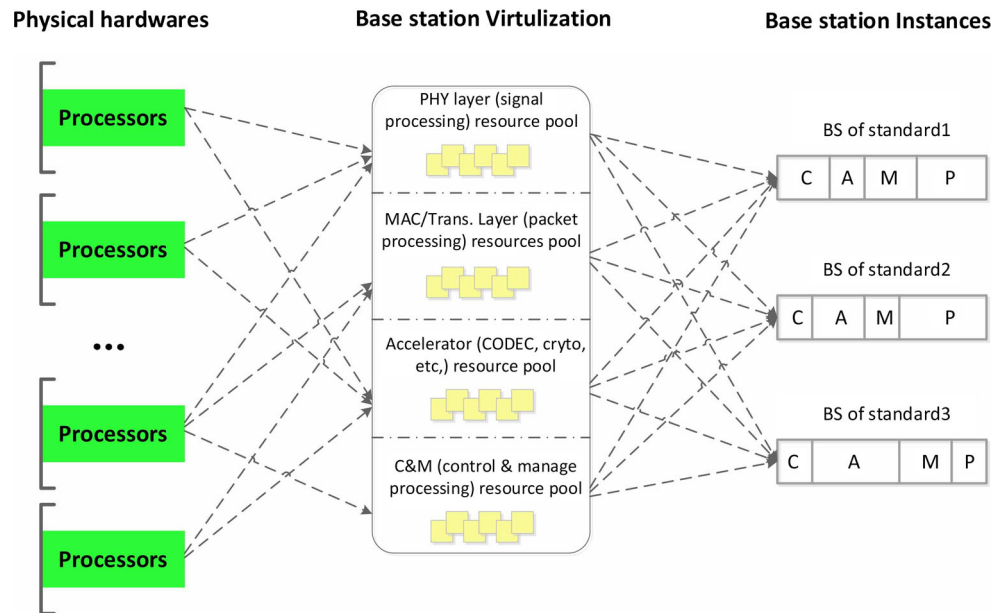 Physical hardwares
Base station Virtulization
Base station Instances
Processors
Processors
...
Processors
Processors
PHY layer (signal
processing) resource pool
MAC/Trans. Layer (packet
processing) resources pool
Accelerator (CODEC, cryto,
etc,) resource pool
C&M (control & manage
processing) resource pool
BS of standard1
C A M P
BS of standard2
C A M P
BS of standard3
C A M P